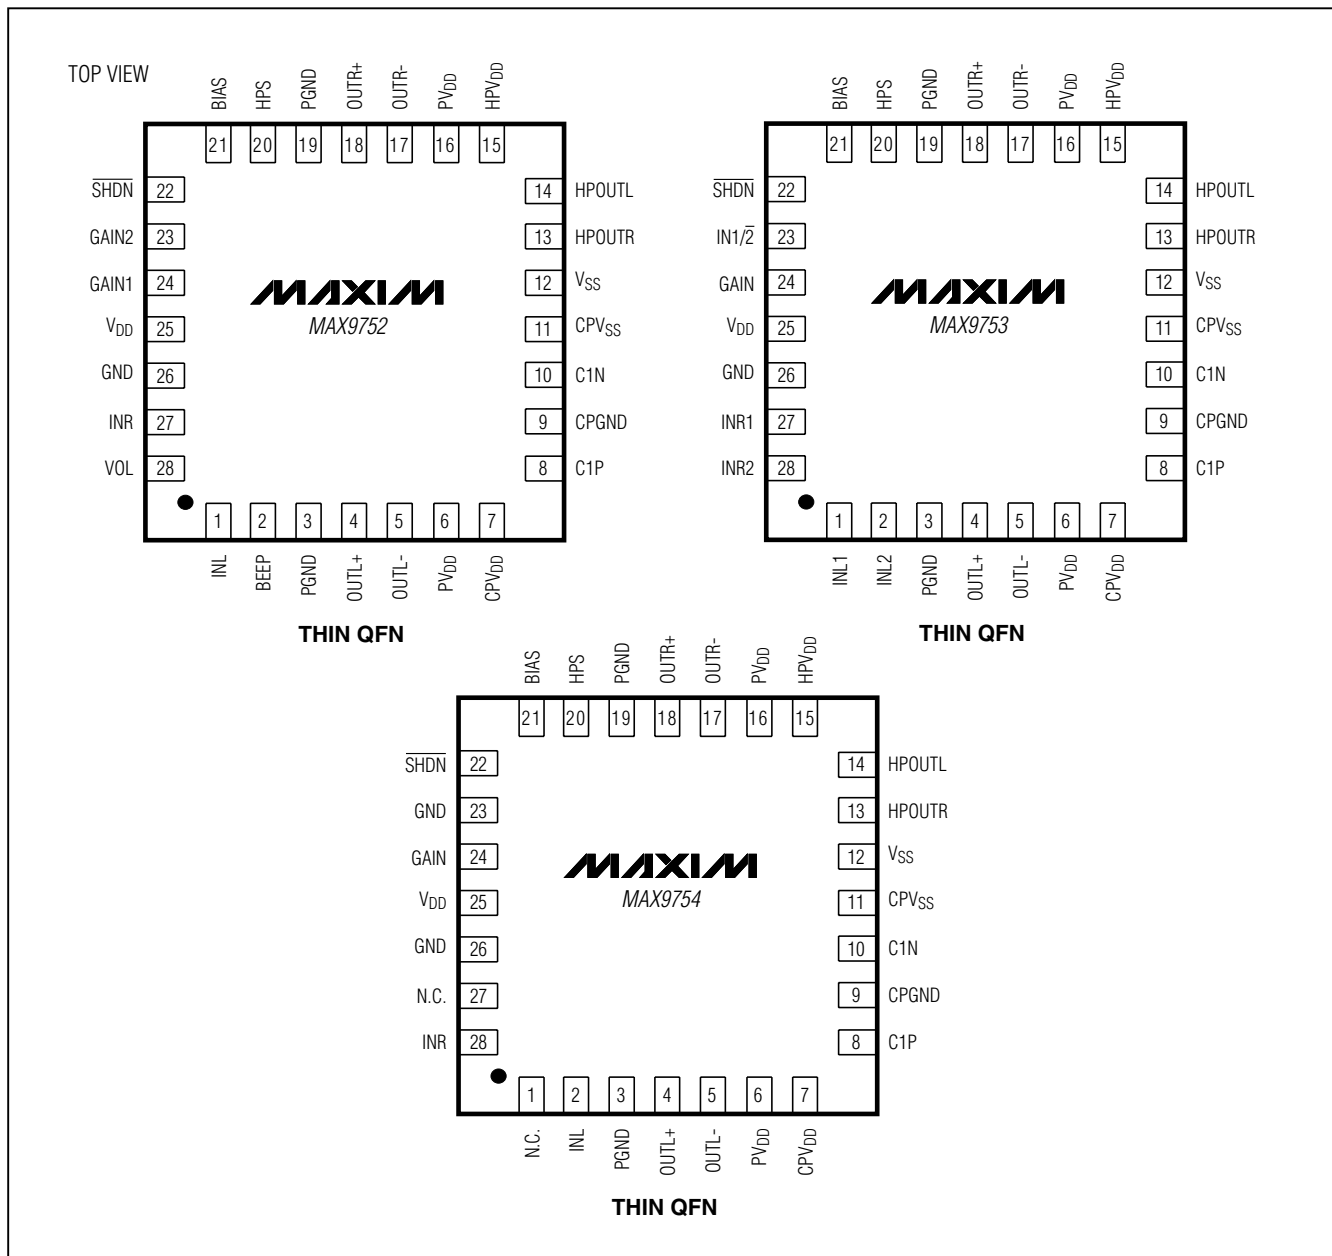 TOP VIEW
BIAS HPS PGND OUTR+ OUTR- PVDD HPVDD
21 20 19 18 17 16 15
SHDN 22
GAIN2 23
GAIN1 24
VDD 25
GND 26
INR 27
VOL 28
14 HPOUTL
13 HPOUTR
12 VSS
11 CPVSS
10 C1N
9 CPGND
8 C1P
MAXIM
MAX9752
1 2 3 4 5 6 7
INL BEEP PGND OUTL+ OUTL- PVDD CPVDD
THIN QFN
BIAS HPS PGND OUTR+ OUTR- PVDD HPVDD
21 20 19 18 17 16 15
SHDN 22
IN1/2 23
GAIN 24
VDD 25
GND 26
INR1 27
INR2 28
14 HPOUTL
13 HPOUTR
12 VSS
11 CPVSS
10 C1N
9 CPGND
8 C1P
MAXIM
MAX9753
1 2 3 4 5 6 7
INL1 INL2 PGND OUTL+ OUTL- PVDD CPVDD
THIN QFN
BIAS HPS PGND OUTR+ OUTR- PVDD HPVDD
21 20 19 18 17 16 15
SHDN 22
GND 23
GAIN 24
VDD 25
GND 26
N.C. 27
INR 28
14 HPOUTL
13 HPOUTR
12 VSS
11 CPVSS
10 C1N
9 CPGND
8 C1P
MAXIM
MAX9754
1 2 3 4 5 6 7
N.C. INL PGND OUTL+ OUTL- PVDD CPVDD
THIN QFN